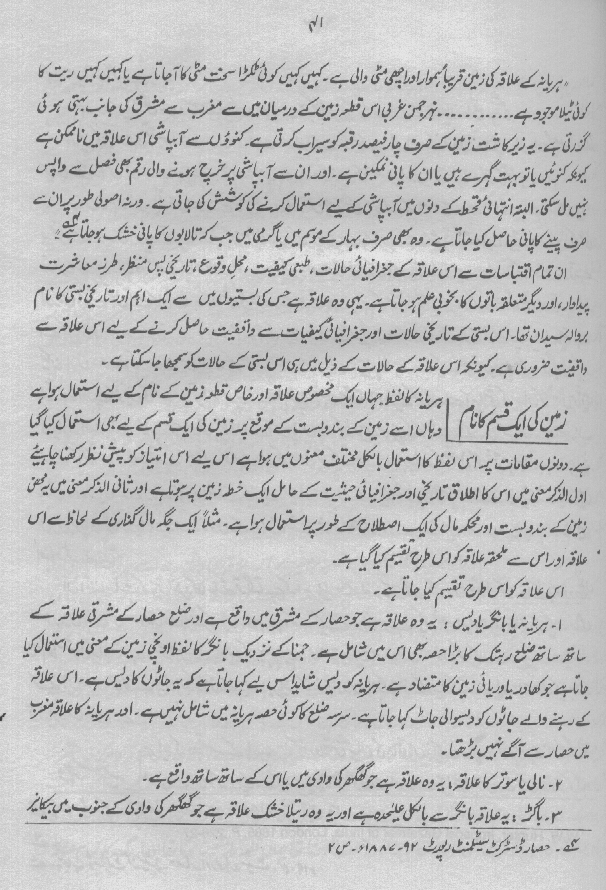 ۴۱
”ہریانہ کے علاقہ کی زمین قریباً ہموار اور اچھی مٹی والی ہے۔ کہیں کہیں کوئی ٹکڑا سخت مٹی کا آجاتا ہے یا کہیں کہیں ریت کا
کوئی ٹیلا موجود ہے ............ نہر جمن غربی اس قطعہ زمین کے درمیان میں سے مغرب سے مشرق کی جانب بہتی ہوئی
گزرتی ہے۔ یہ زیر کاشت زمین کے صرف چار فیصد رقبہ کو سیراب کرتی ہے۔ کنوؤں سے آبپاشی اس علاقہ میں ناممکن ہے
کیونکہ کنوئیں یا تو بہت گہرے ہیں یا ان کا پانی نمکین ہے۔ اور ان سے آبپاشی پر خرچ ہونے والی رقم بھی فصل سے واپس
نہیں مل سکتی۔ البتہ انتہائی قحط کے دنوں میں آبپاشی کے لیے استعمال کرنے کی کوشش کی جاتی ہے۔ ورنہ اصولی طور پر ان سے
صرف پینے کا پانی حاصل کیا جاتا ہے۔ وہ بھی صرف بہار کے موسم میں یا گرمی میں جب کہ تالابوں کا پانی خشک ہو جاتا ہے“
ان تمام اقتباسات سے اس علاقہ کے جغرافیائی حالات، طبعی کیفیت، محل وقوع، تاریخی پس منظر، طرز معاشرت
پیداوار، اور دیگر متعلقہ باتوں کا بخوبی علم ہو جاتا ہے۔ یہی وہ علاقہ ہے جس کی بستیوں میں سے ایک اہم اور تاریخی بستی کا نام
بروالہ سیدان تھا۔ اس بستی کے تاریخی حالات اور جغرافیائی کیفیات سے واقفیت حاصل کرنے کے لیے اس علاقہ سے
واقفیت ضروری ہے۔ کیونکہ اس علاقہ کے حالات کے ذیل میں ہی اس بستی کے حالات کو سمجھا جا سکتا ہے۔
زمین کی ایک قسم کا نام
ہریانہ کا لفظ جہاں ایک مخصوص علاقہ اور خاص قطعہ زمین کے نام کے لیے استعمال ہوا ہے
وہاں اسے زمین کے بندوبست کے موقع پر زمین کی ایک قسم کے لیے بھی استعمال کیا گیا
ہے۔ دونوں مقامات پر اس لفظ کا استعمال بالکل مختلف معنوں میں ہوا ہے اس لیے اس امتیاز کو پیش نظر رکھنا چاہیئے
اول الذکر معنی میں اس کا اطلاق تاریخی اور جغرافیائی حیثیت کے حامل ایک خطہ زمین پر ہوتا ہے اور ثانی الذکر معنی میں یہ محض
زمین کے بندوبست اور محکمہ مال کی ایک اصطلاح کے طور پر استعمال ہوا ہے۔ مثلاً ایک جگہ مال گذاری کے لحاظ سے اس
علاقہ اور اس سے ملحقہ علاقہ کو اس طرح تقسیم کیا گیا ہے۔
اس علاقہ کو اس طرح تقسیم کیا جاتا ہے۔
۱۔ ہریانہ یا بانگر یا دیس: یہ وہ علاقہ ہے جو حصار کے مشرق میں واقع ہے اور ضلع حصار کے مشرقی علاقہ کے
ساتھ ساتھ ضلع رہتک کا بڑا حصہ بھی اس میں شامل ہے۔ جمنا کے نزدیک بانگر کا لفظ اونچی زمین کے معنی میں استعمال کیا
جاتا ہے جو کھادر یا دریائی زمین کا متضاد ہے۔ ہریانہ کو دیس شاید اس لیے کہا جاتا ہے کہ یہ جاٹوں کا دیس ہے۔ اس علاقہ
کے رہنے والے جاٹوں کو دیسوالی جاٹ کہا جاتا ہے۔ سرسہ ضلع کا کوئی حصہ ہریانہ میں شامل نہیں ہے۔ اور ہریانہ کا علاقہ مغرب
میں حصار سے آگے نہیں بڑھتا۔
۲۔ نالی یا سوتر کا علاقہ: یہ وہ علاقہ ہے جو گھگھر کی وادی میں یا اس کے ساتھ ساتھ واقع ہے۔
۳۔ باگڑ: یہ علاقہ بانگر سے بالکل علیحدہ ہے اور یہ وہ ریتلا خشک علاقہ ہے جو گھگھر کی وادی کے جنوب میں بیکانیر
حصار ڈسٹرکٹ سیٹلمنٹ رپورٹ ۹۲-۱۸۸۷ء۔ ص ۲